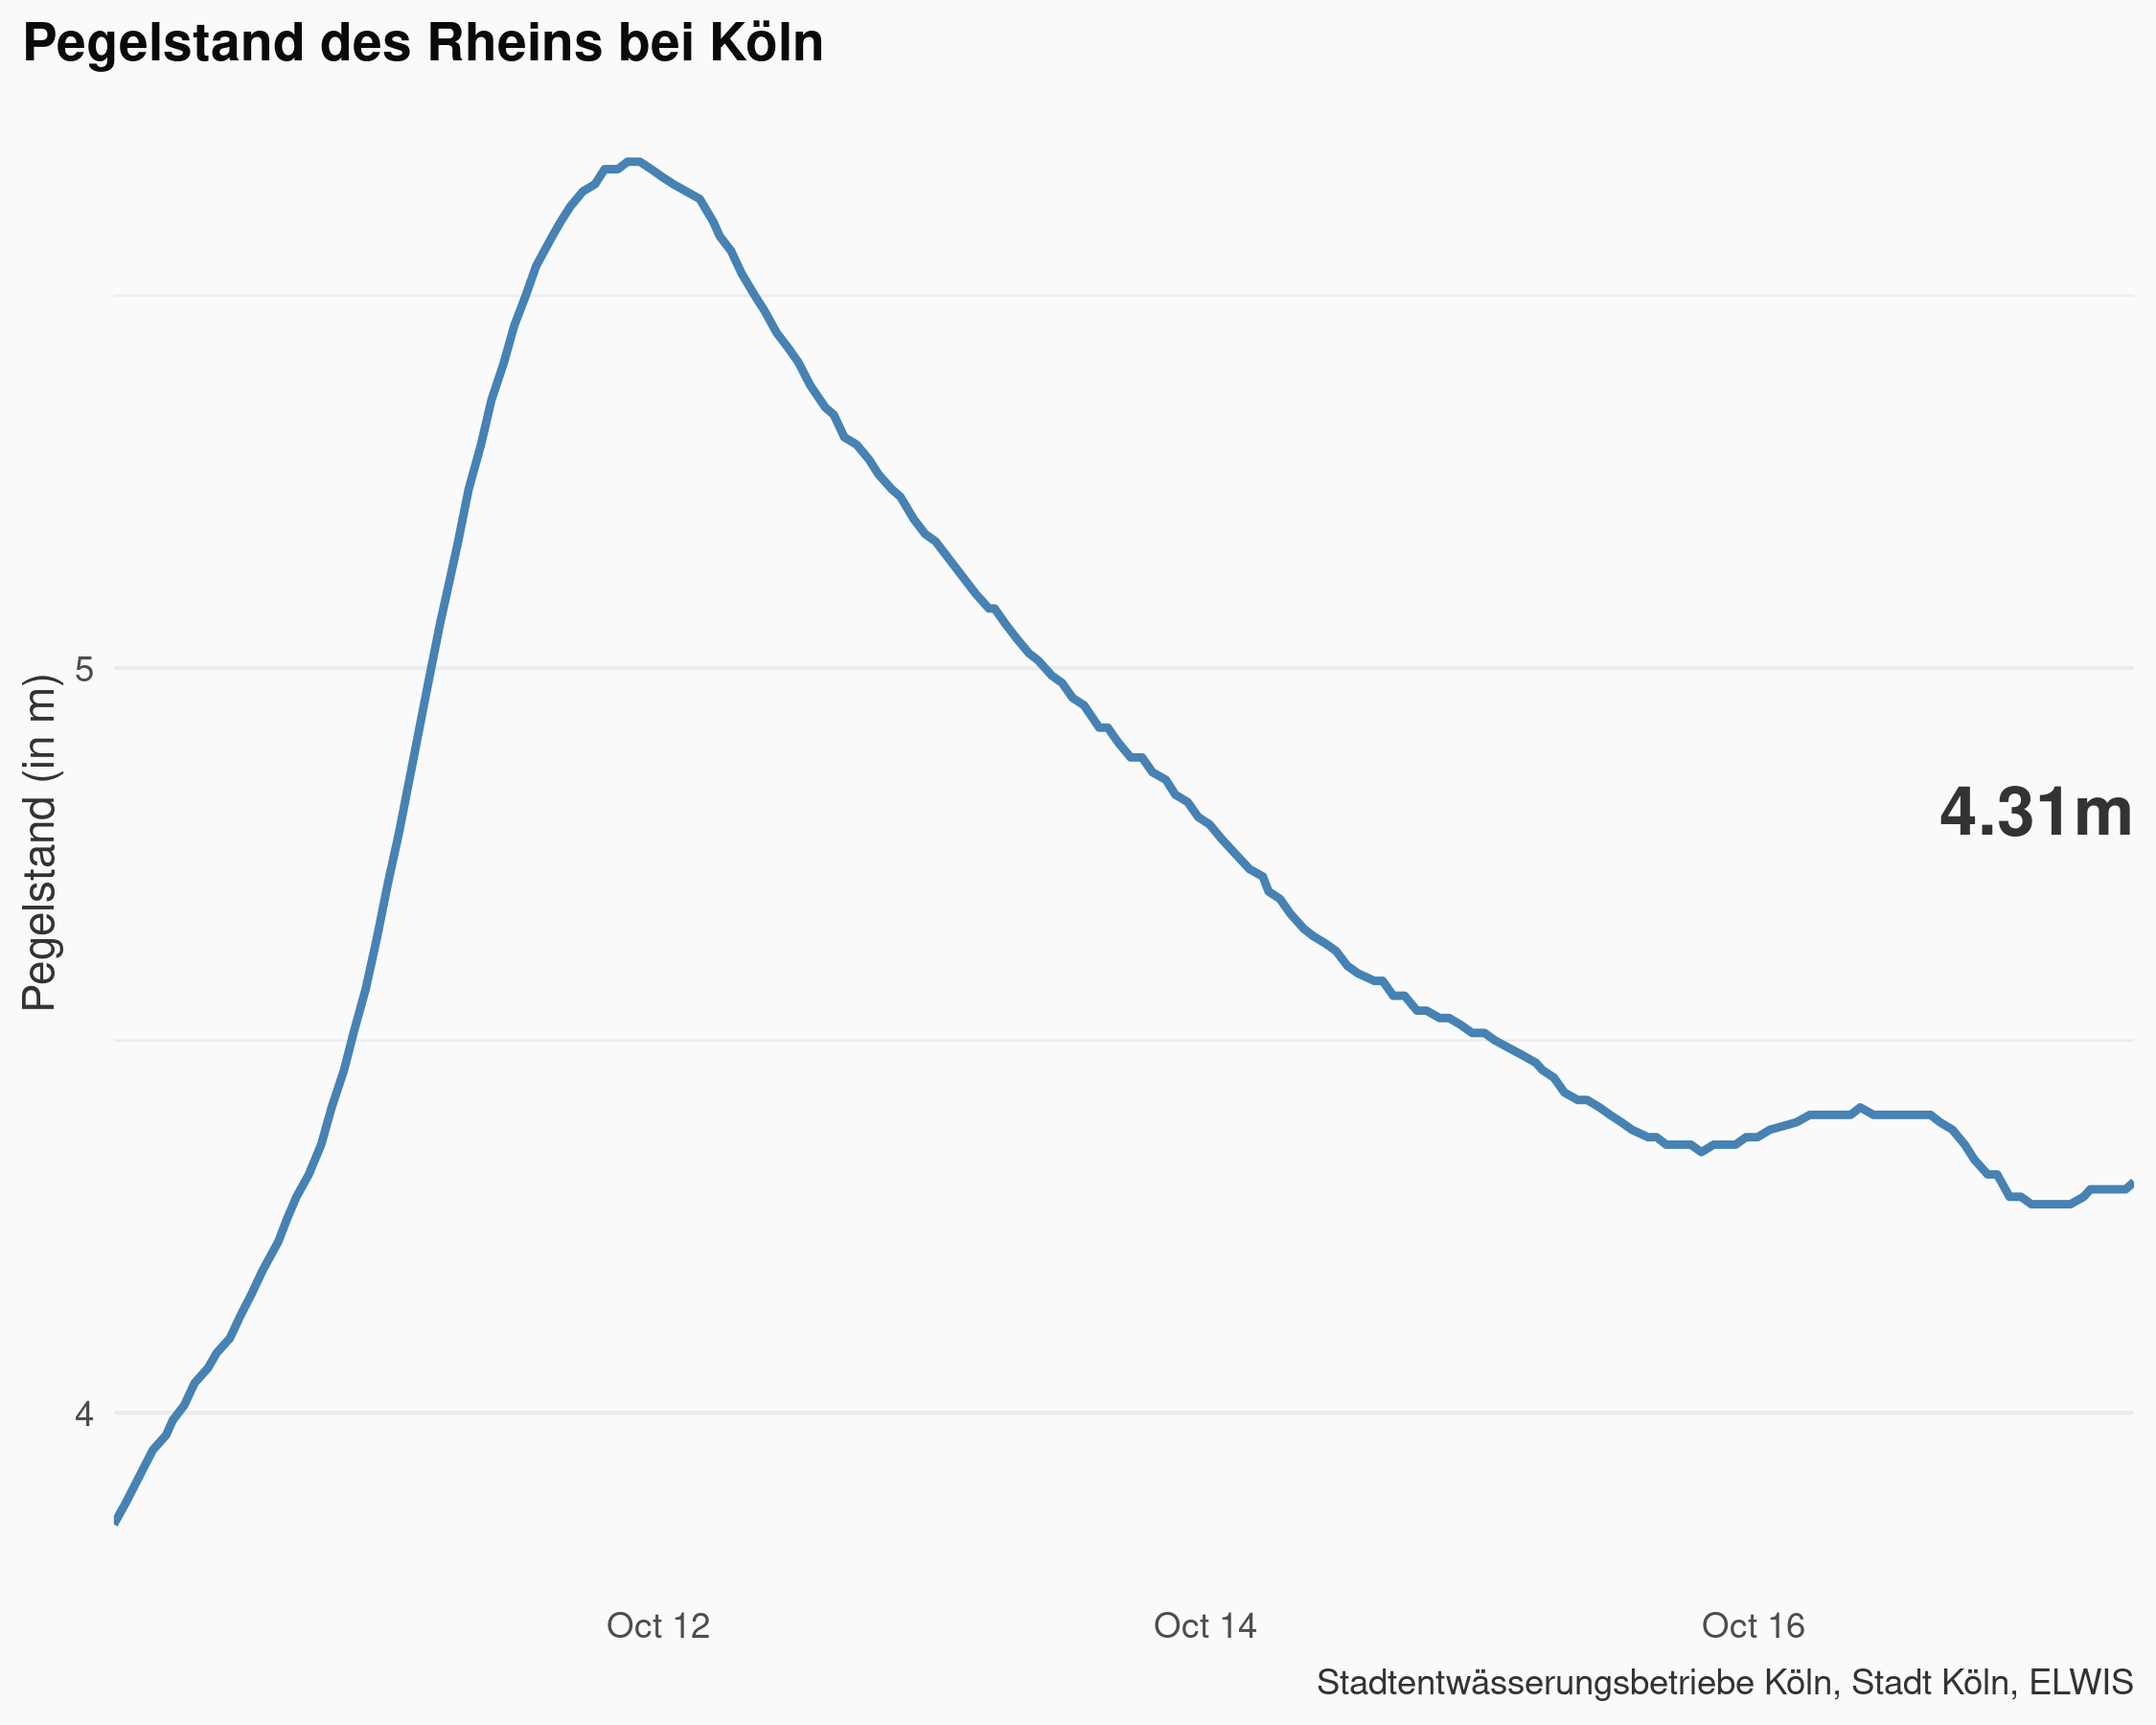 Pegelstand des Rheins bei Köln
Pegelstand (in m)
5
4.31m
4
Oct 12
Oct 14
Oct 16
Stadtentwässerungsbetriebe Köln, Stadt Köln, ELWIS